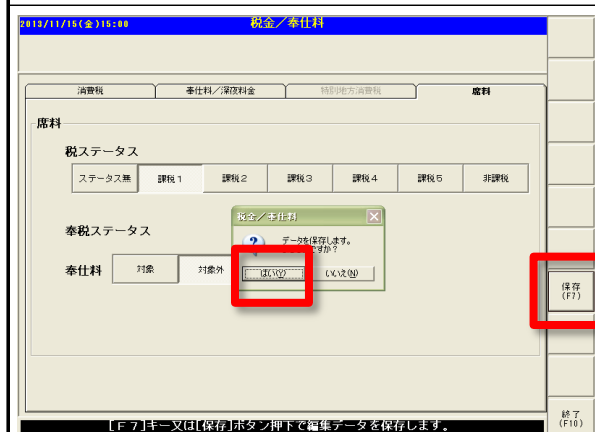 2013/11/15(金)15:00
税金/奉仕料
消費税
奉仕料/深夜料金
特別地方消費税
席料
席料
税ステータス
ステータス無
課税1
課税2
課税3
課税4
課税5
非課税
奉税ステータス
奉仕料
対象
対象外
税金/奉仕料
データを保存します。
ですか?
はい(Y)
いいえ(N)
保存
(F7)
終了
(F10)
[F7]キー又は[保存]ボタン押下で編集データを保存します。